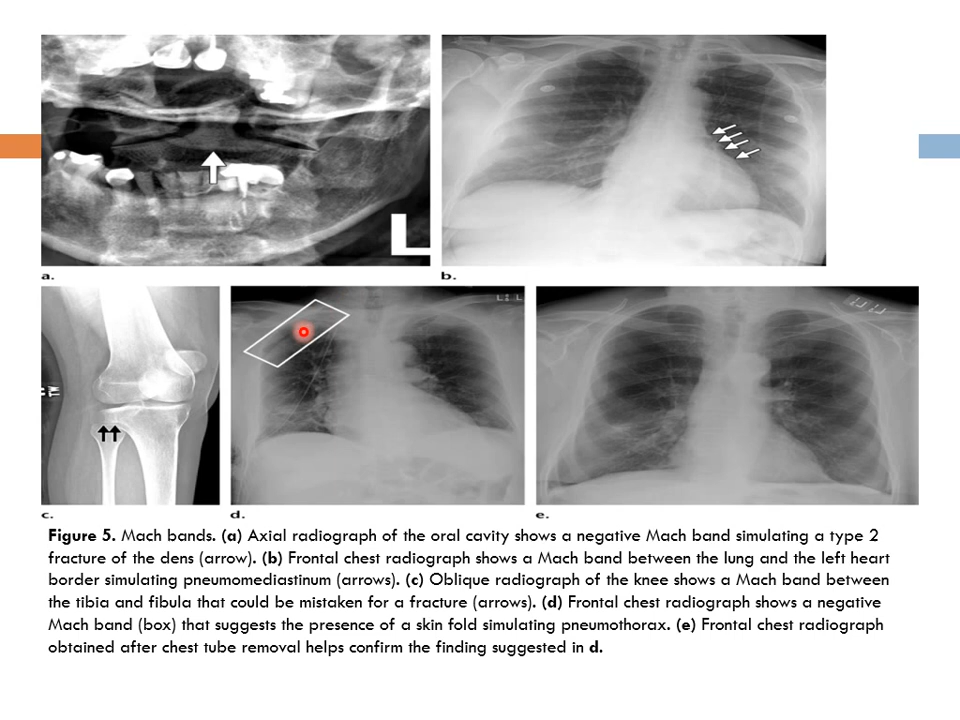 L
a.
b.
c.
d.
e.
Figure 5. Mach bands. (a) Axial radiograph of the oral cavity shows a negative Mach band simulating a type 2
fracture of the dens (arrow). (b) Frontal chest radiograph shows a Mach band between the lung and the left heart
border simulating pneumomediastinum (arrows). (c) Oblique radiograph of the knee shows a Mach band between
the tibia and fibula that could be mistaken for a fracture (arrows). (d) Frontal chest radiograph shows a negative
Mach band (box) that suggests the presence of a skin fold simulating pneumothorax. (e) Frontal chest radiograph
obtained after chest tube removal helps confirm the finding suggested in d.